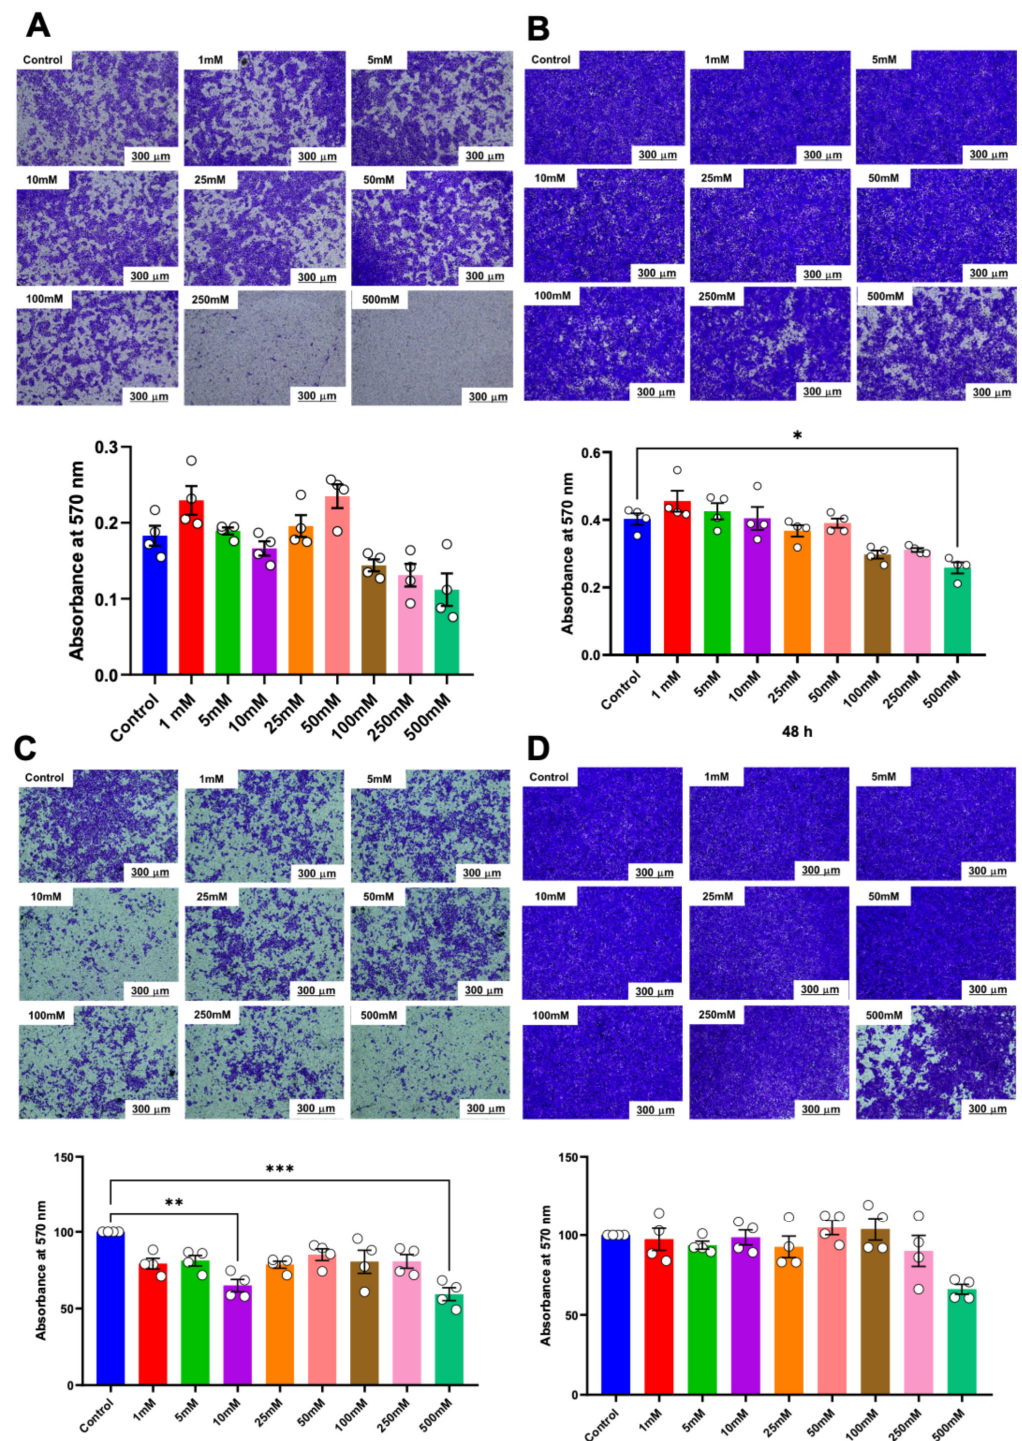 A
B
Control 1mM 5mM
300 µm 300 µm 300 µm
10mM 25mM 50mM
300 µm 300 µm 300 µm
100mM 250mM 500mM
300 µm 300 µm 300 µm
Control 1mM 5mM
300 µm 300 µm 300 µm
10mM 25mM 50mM
300 µm 300 µm 300 µm
100mM 250mM 500mM
300 µm 300 µm 300 µm
Absorbance at 570 nm
0.3
0.2
0.1
0.0
Control 1 mM 5mM 10mM 25mM 50mM 100mM 250mM 500mM
*
Absorbance at 570 nm
0.6
0.4
0.2
0.0
Control 1 mM 5mM 10mM 25mM 50mM 100mM 250mM 500mM
48 h
C
D
Control 1mM 5mM
300 µm 300 µm 300 µm
10mM 25mM 50mM
300 µm 300 µm 300 µm
100mM 250mM 500mM
300 µm 300 µm 300 µm
Control 1mM 5mM
300 µm 300 µm 300 µm
10mM 25mM 50mM
300 µm 300 µm 300 µm
100mM 250mM 500mM
300 µm 300 µm 300 µm
Absorbance at 570 nm
150
100
50
0
***
**
Control 1mM 5mM 10mM 25mM 50mM 100mM 250mM 500mM
Absorbance at 570 nm
150
100
50
0
Control 1mM 5mM 10mM 25mM 50mM 100mM 250mM 500mM